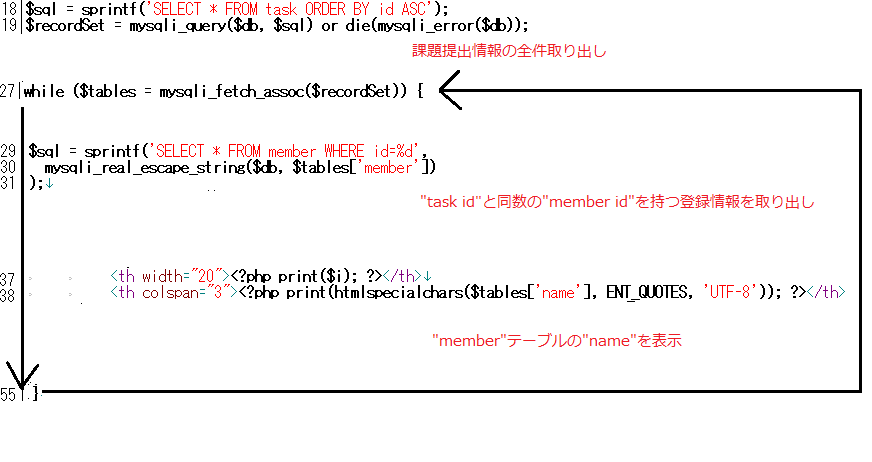 18 $sql = sprintf('SELECT * FROM task ORDER BY id ASC');
19 $recordSet = mysqli_query($db, $sql) or die(mysqli_error($db));
課題提出情報の全件取り出し
27 while ($tables = mysqli_fetch_assoc($recordSet)) {
29 $sql = sprintf('SELECT * FROM member WHERE id=%d',
30 mysqli_real_escape_string($db, $tables['member'])
31 );↓
"task id"と同数の"member id"を持つ登録情報を取り出し
37 <th width="20"><?php print($i); ?></th>↓
38 <th colspan="3"><?php print(htmlspecialchars($tables['name'], ENT_QUOTES, 'UTF-8')); ?></th>
"member"テーブルの"name"を表示
55 }